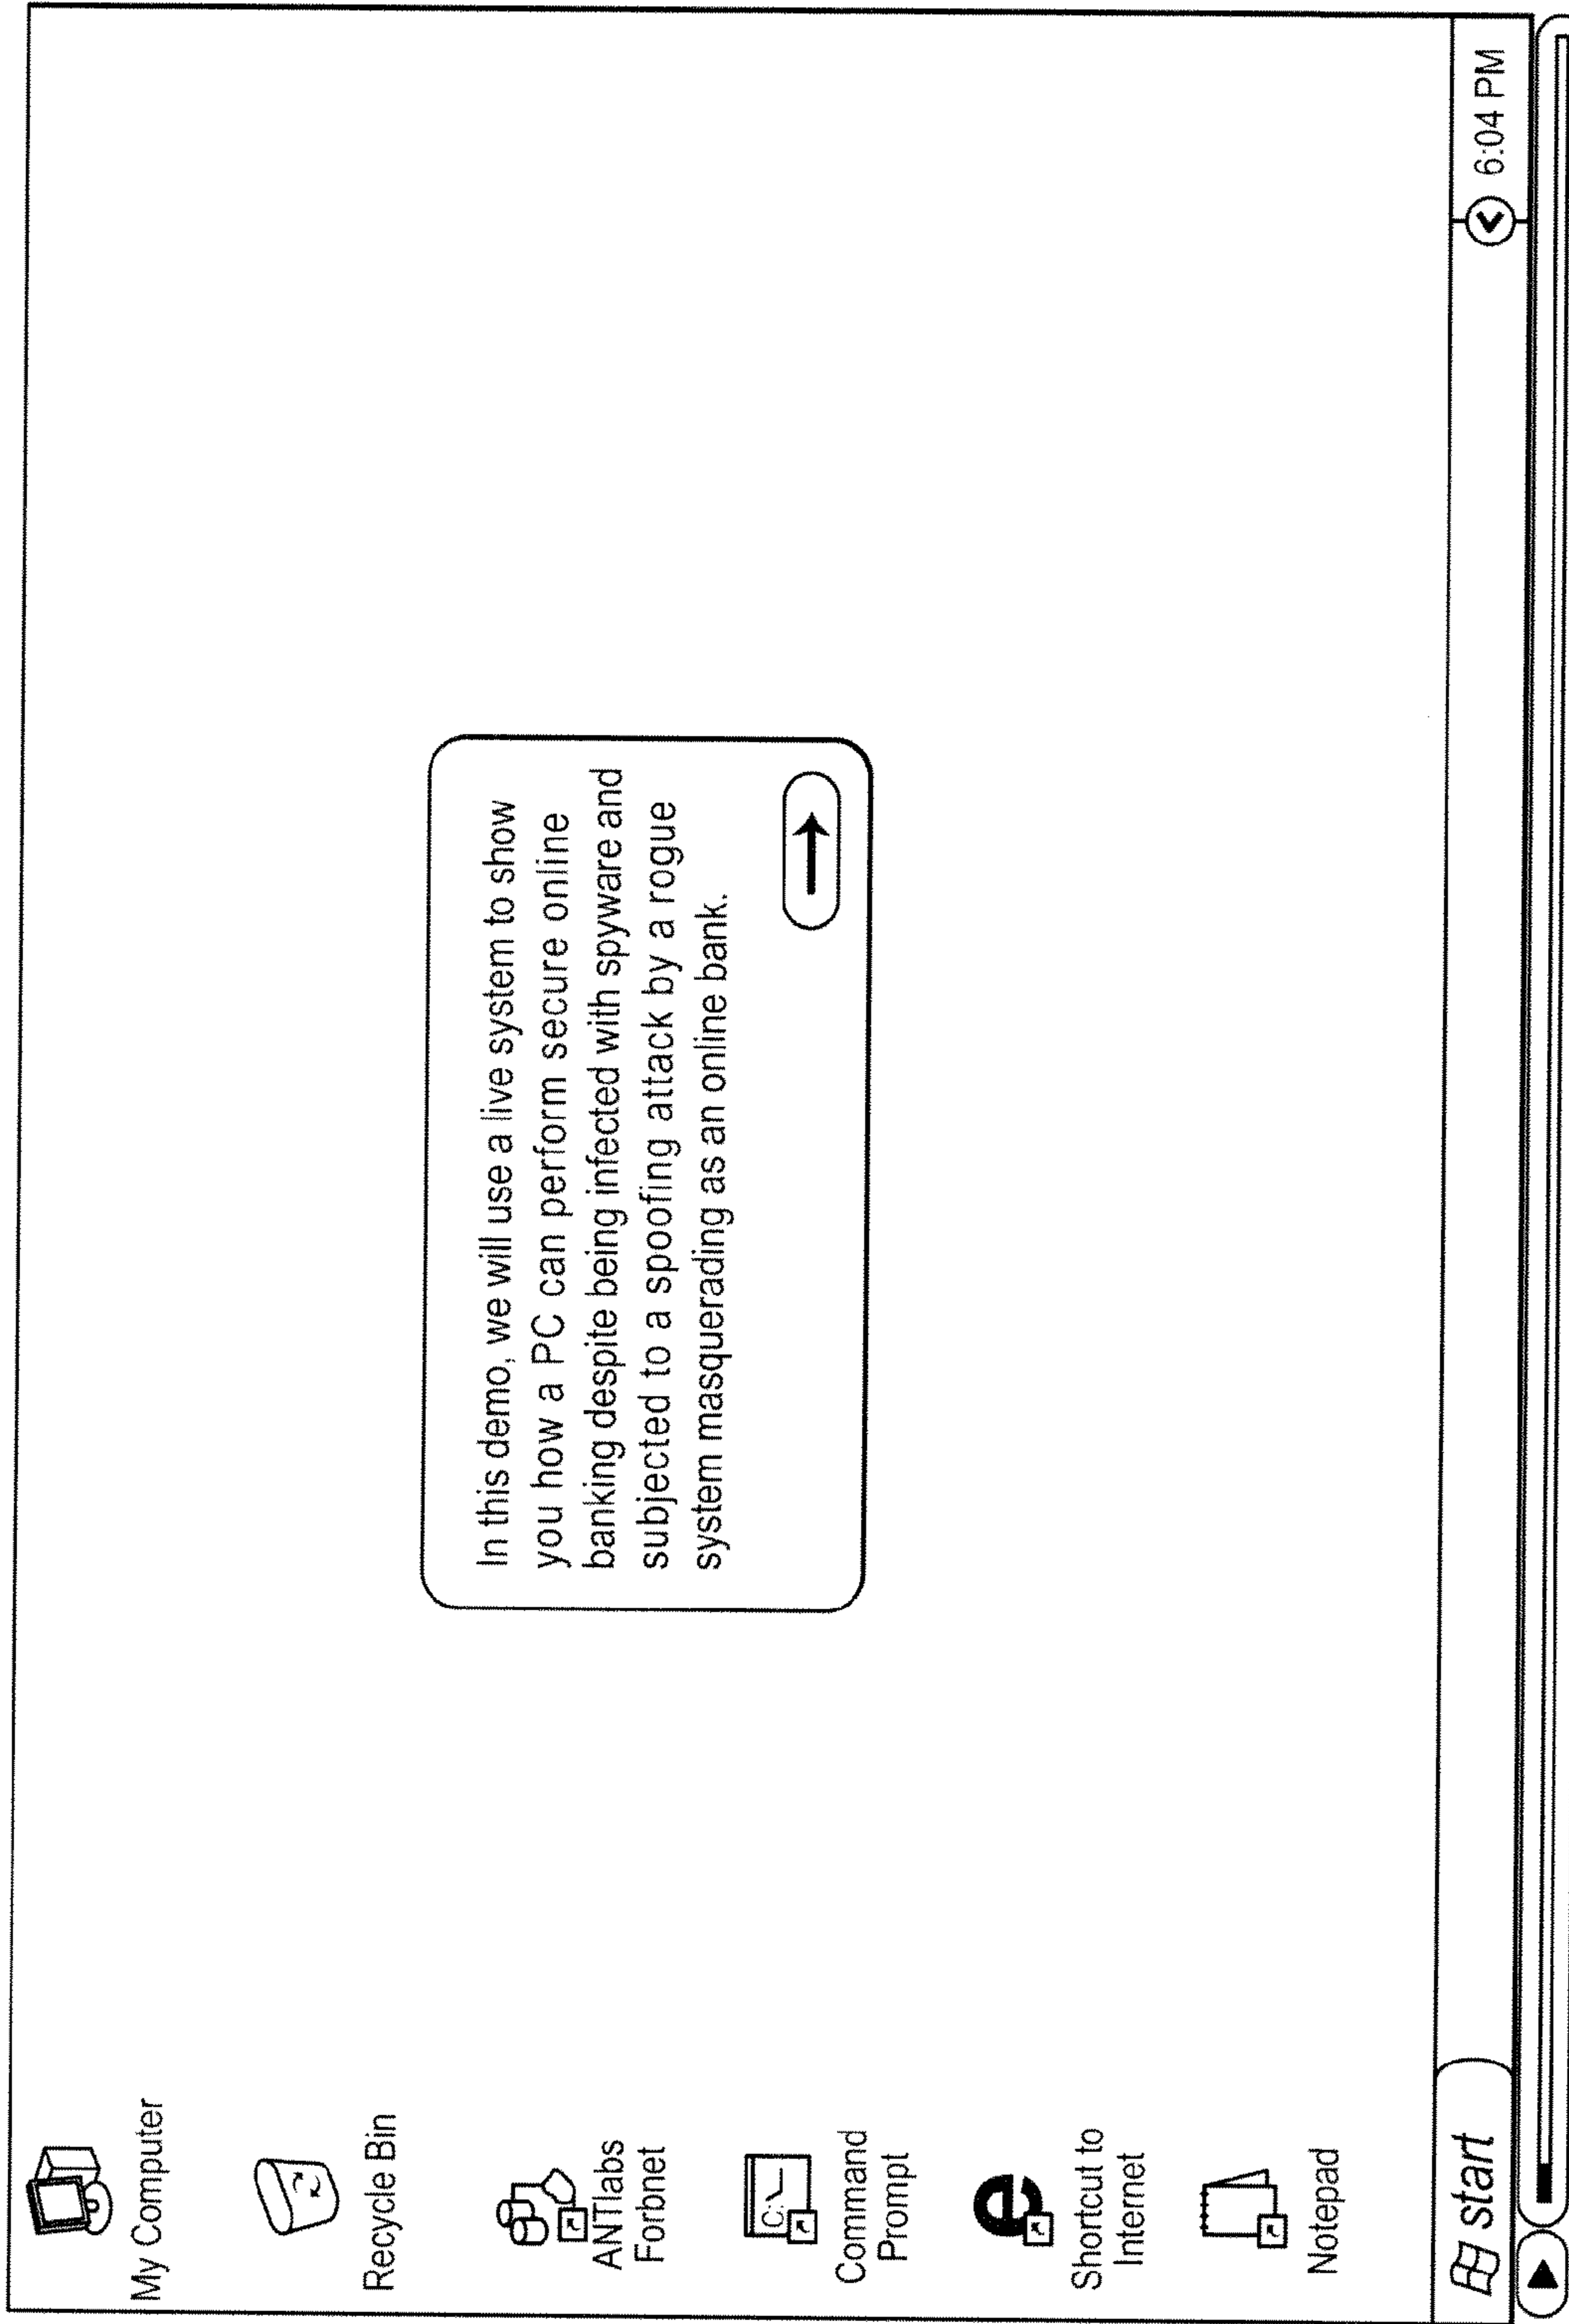 My Computer
Recycle Bin
ANTlabs
Forbnet
C:\
Command
Prompt
e
Shortcut to
Internet
Notepad
In this demo, we will use a live system to show
you how a PC can perform secure online
banking despite being infected with spyware and
subjected to a spoofing attack by a rogue
system masquerading as an online bank.
start
6:04 PM